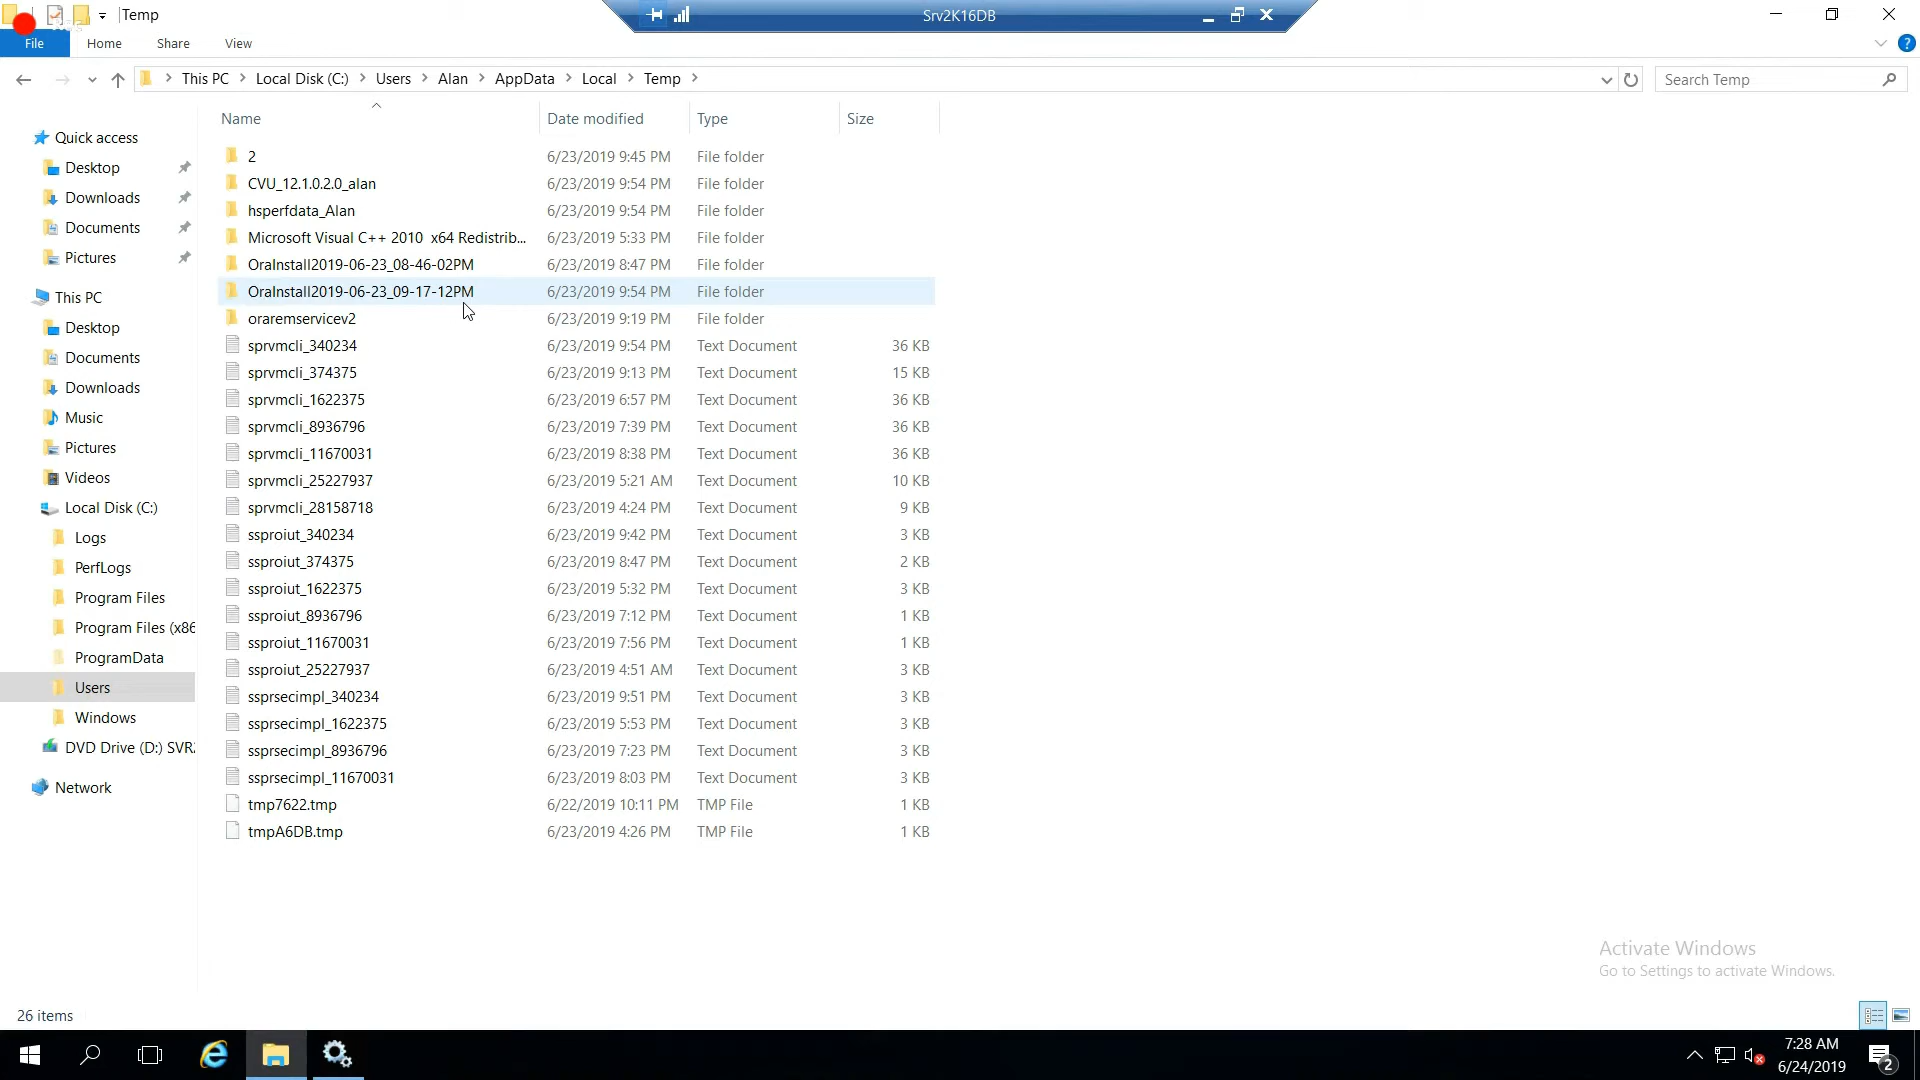 Temp
Srv2K16DB
File Home Share View
This PC Local Disk (C:) Users Alan AppData Local Temp
Search Temp
Name Date modified Type Size
Quick access
Desktop
Downloads
Documents
Pictures
This PC
Desktop
Documents
Downloads
Music
Pictures
Videos
Local Disk (C:)
Logs
PerfLogs
Program Files
Program Files (x86
ProgramData
Users
Windows
DVD Drive (D:) SVR
Network
2 6/23/2019 9:45 PM File folder
CVU_12.1.0.2.0_alan 6/23/2019 9:54 PM File folder
hsperfdata_Alan 6/23/2019 9:54 PM File folder
Microsoft Visual C++ 2010 x64 Redistrib... 6/23/2019 5:33 PM File folder
OraInstall2019-06-23_08-46-02PM 6/23/2019 8:47 PM File folder
OraInstall2019-06-23_09-17-12PM 6/23/2019 9:54 PM File folder
oraremservicev2 6/23/2019 9:19 PM File folder
sprvmcli_340234 6/23/2019 9:54 PM Text Document 36 KB
sprvmcli_374375 6/23/2019 9:13 PM Text Document 15 KB
sprvmcli_1622375 6/23/2019 6:57 PM Text Document 36 KB
sprvmcli_8936796 6/23/2019 7:39 PM Text Document 36 KB
sprvmcli_11670031 6/23/2019 8:38 PM Text Document 36 KB
sprvmcli_25227937 6/23/2019 5:21 AM Text Document 10 KB
sprvmcli_28158718 6/23/2019 4:24 PM Text Document 9 KB
ssproiut_340234 6/23/2019 9:42 PM Text Document 3 KB
ssproiut_374375 6/23/2019 8:47 PM Text Document 2 KB
ssproiut_1622375 6/23/2019 5:32 PM Text Document 3 KB
ssproiut_8936796 6/23/2019 7:12 PM Text Document 1 KB
ssproiut_11670031 6/23/2019 7:56 PM Text Document 1 KB
ssproiut_25227937 6/23/2019 4:51 AM Text Document 3 KB
ssprsecimpl_340234 6/23/2019 9:51 PM Text Document 3 KB
ssprsecimpl_1622375 6/23/2019 5:53 PM Text Document 3 KB
ssprsecimpl_8936796 6/23/2019 7:23 PM Text Document 3 KB
ssprsecimpl_11670031 6/23/2019 8:03 PM Text Document 3 KB
tmp7622.tmp 6/22/2019 10:11 PM TMP File 1 KB
tmpA6DB.tmp 6/23/2019 4:26 PM TMP File 1 KB
Activate Windows
Go to Settings to activate Windows.
26 items
7:28 AM
6/24/2019
2